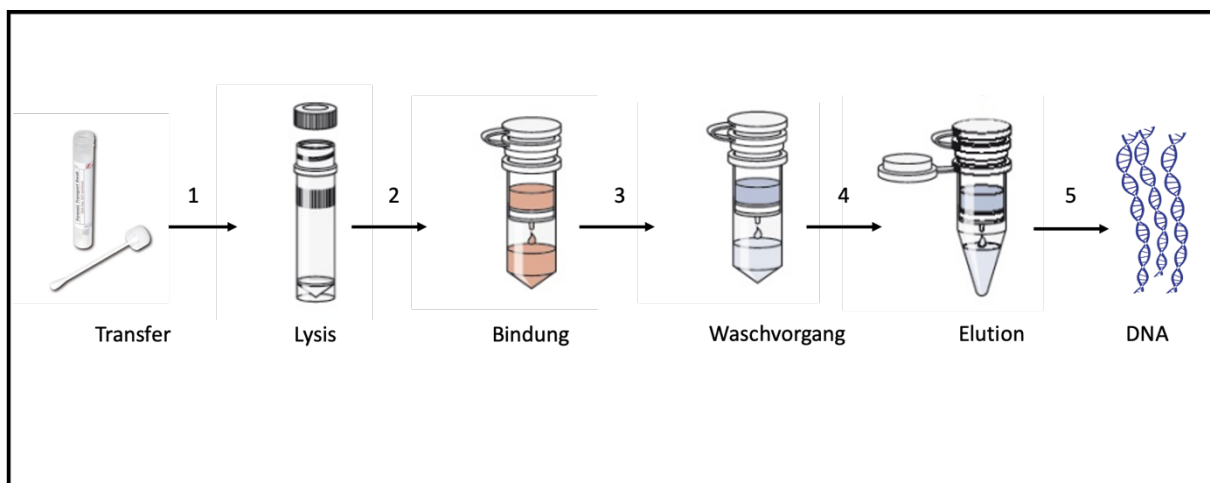 1
2
3
4
5
Transfer
Lysis
Bindung
Waschvorgang
Elution
DNA